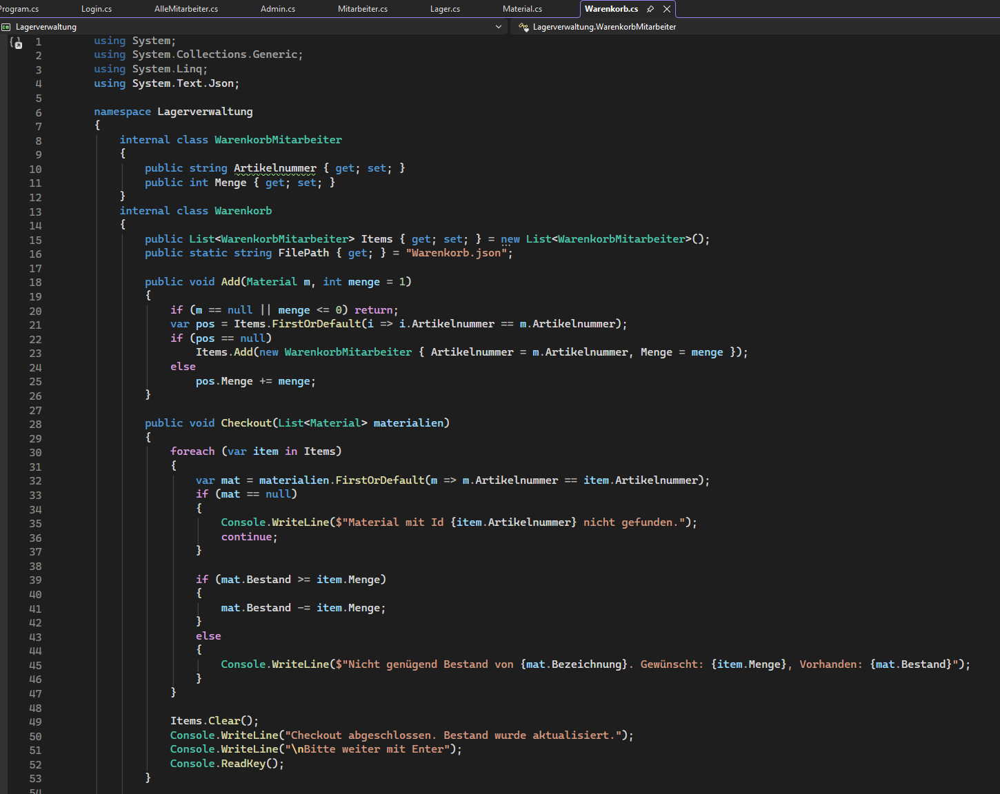 Program.cs Login.cs AlleMitarbeiter.cs Admin.cs Mitarbeiter.cs Lager.cs Material.cs Warenkorb.cs
Lagerverwaltung Lagerverwaltung.WarenkorbMitarbeiter
1 using System;
2 using System.Collections.Generic;
3 using System.Linq;
4 using System.Text.Json;
5
6 namespace Lagerverwaltung
7 {
8 internal class WarenkorbMitarbeiter
9 {
10 public string Artikelnummer { get; set; }
11 public int Menge { get; set; }
12 }
13 internal class Warenkorb
14 {
15 public List<WarenkorbMitarbeiter> Items { get; set; } = new List<WarenkorbMitarbeiter>();
16 public static string FilePath { get; } = "Warenkorb.json";
17
18 public void Add(Material m, int menge = 1)
19 {
20 if (m == null || menge <= 0) return;
21 var pos = Items.FirstOrDefault(i => i.Artikelnummer == m.Artikelnummer);
22 if (pos == null)
23 Items.Add(new WarenkorbMitarbeiter { Artikelnummer = m.Artikelnummer, Menge = menge });
24 else
25 pos.Menge += menge;
26 }
27
28 public void Checkout(List<Material> materialien)
29 {
30 foreach (var item in Items)
31 {
32 var mat = materialien.FirstOrDefault(m => m.Artikelnummer == item.Artikelnummer);
33 if (mat == null)
34 {
35 Console.WriteLine($"Material mit Id {item.Artikelnummer} nicht gefunden.");
36 continue;
37 }
38
39 if (mat.Bestand >= item.Menge)
40 {
41 mat.Bestand -= item.Menge;
42 }
43 else
44 {
45 Console.WriteLine($"Nicht genügend Bestand von {mat.Bezeichnung}. Gewünscht: {item.Menge}, Vorhanden: {mat.Bestand}");
46 }
47 }
48
49 Items.Clear();
50 Console.WriteLine("Checkout abgeschlossen. Bestand wurde aktualisiert.");
51 Console.WriteLine("\nBitte weiter mit Enter");
52 Console.ReadKey();
53 }
54